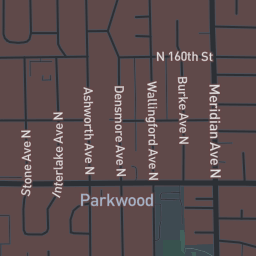 N 160th St
Stone Ave N
Interlake Ave N
Ashworth Ave N
Densmore Ave N
Wallingford Ave N
Burke Ave N
Meridian Ave N
Parkwood